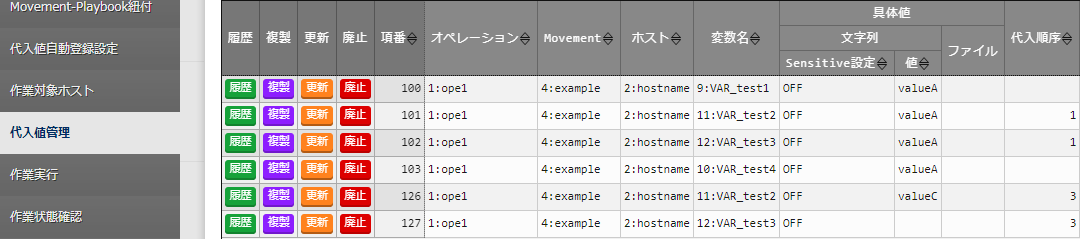 Movement-Playbook紐付
代入値自動登録設定
作業対象ホスト
代入値管理
作業実行
作業状態確認
履歴 複製 更新 廃止 項番 オペレーション Movement ホスト 変数名 具体値 代入順序
文字列 ファイル
Sensitive設定 値
履歴 複製 更新 廃止 100 1:ope1 4:example 2:hostname 9:VAR_test1 OFF valueA
履歴 複製 更新 廃止 101 1:ope1 4:example 2:hostname 11:VAR_test2 OFF valueA 1
履歴 複製 更新 廃止 102 1:ope1 4:example 2:hostname 12:VAR_test3 OFF valueA 1
履歴 複製 更新 廃止 103 1:ope1 4:example 2:hostname 10:VAR_test4 OFF valueA
履歴 複製 更新 廃止 126 1:ope1 4:example 2:hostname 11:VAR_test2 OFF valueC 3
履歴 複製 更新 廃止 127 1:ope1 4:example 2:hostname 12:VAR_test3 OFF 3